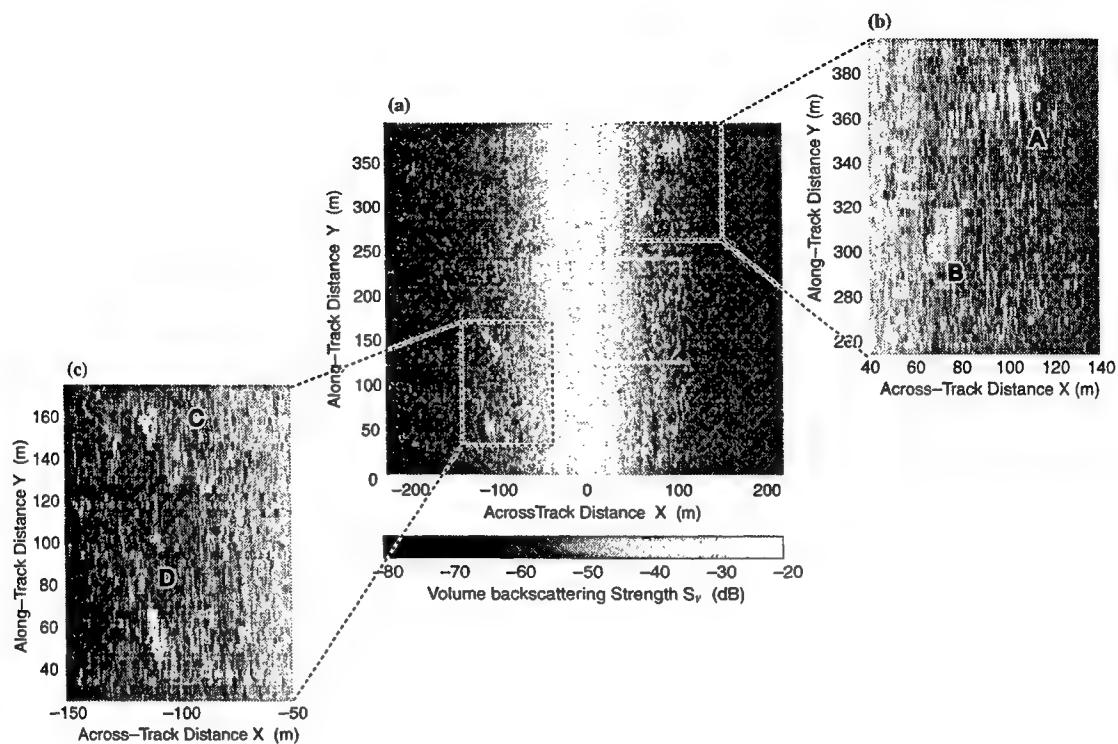 (b)
Along-Track Distance Y (m)
380
360
340
320
300
280
260
A
B
40 60 80 100 120 140
Across-Track Distance X (m)
(a)
Along-Track Distance Y (m)
350
300
250
200
150
100
50
0
-200 -100 0 100 200
AcrossTrack Distance X (m)
-80 -70 -60 -50 -40 -30 -20
Volume backscattering Strength Sv (dB)
(c)
Along-Track Distance Y (m)
160
140
120
100
80
60
40
C
D
-150 -100 -50
Across-Track Distance X (m)